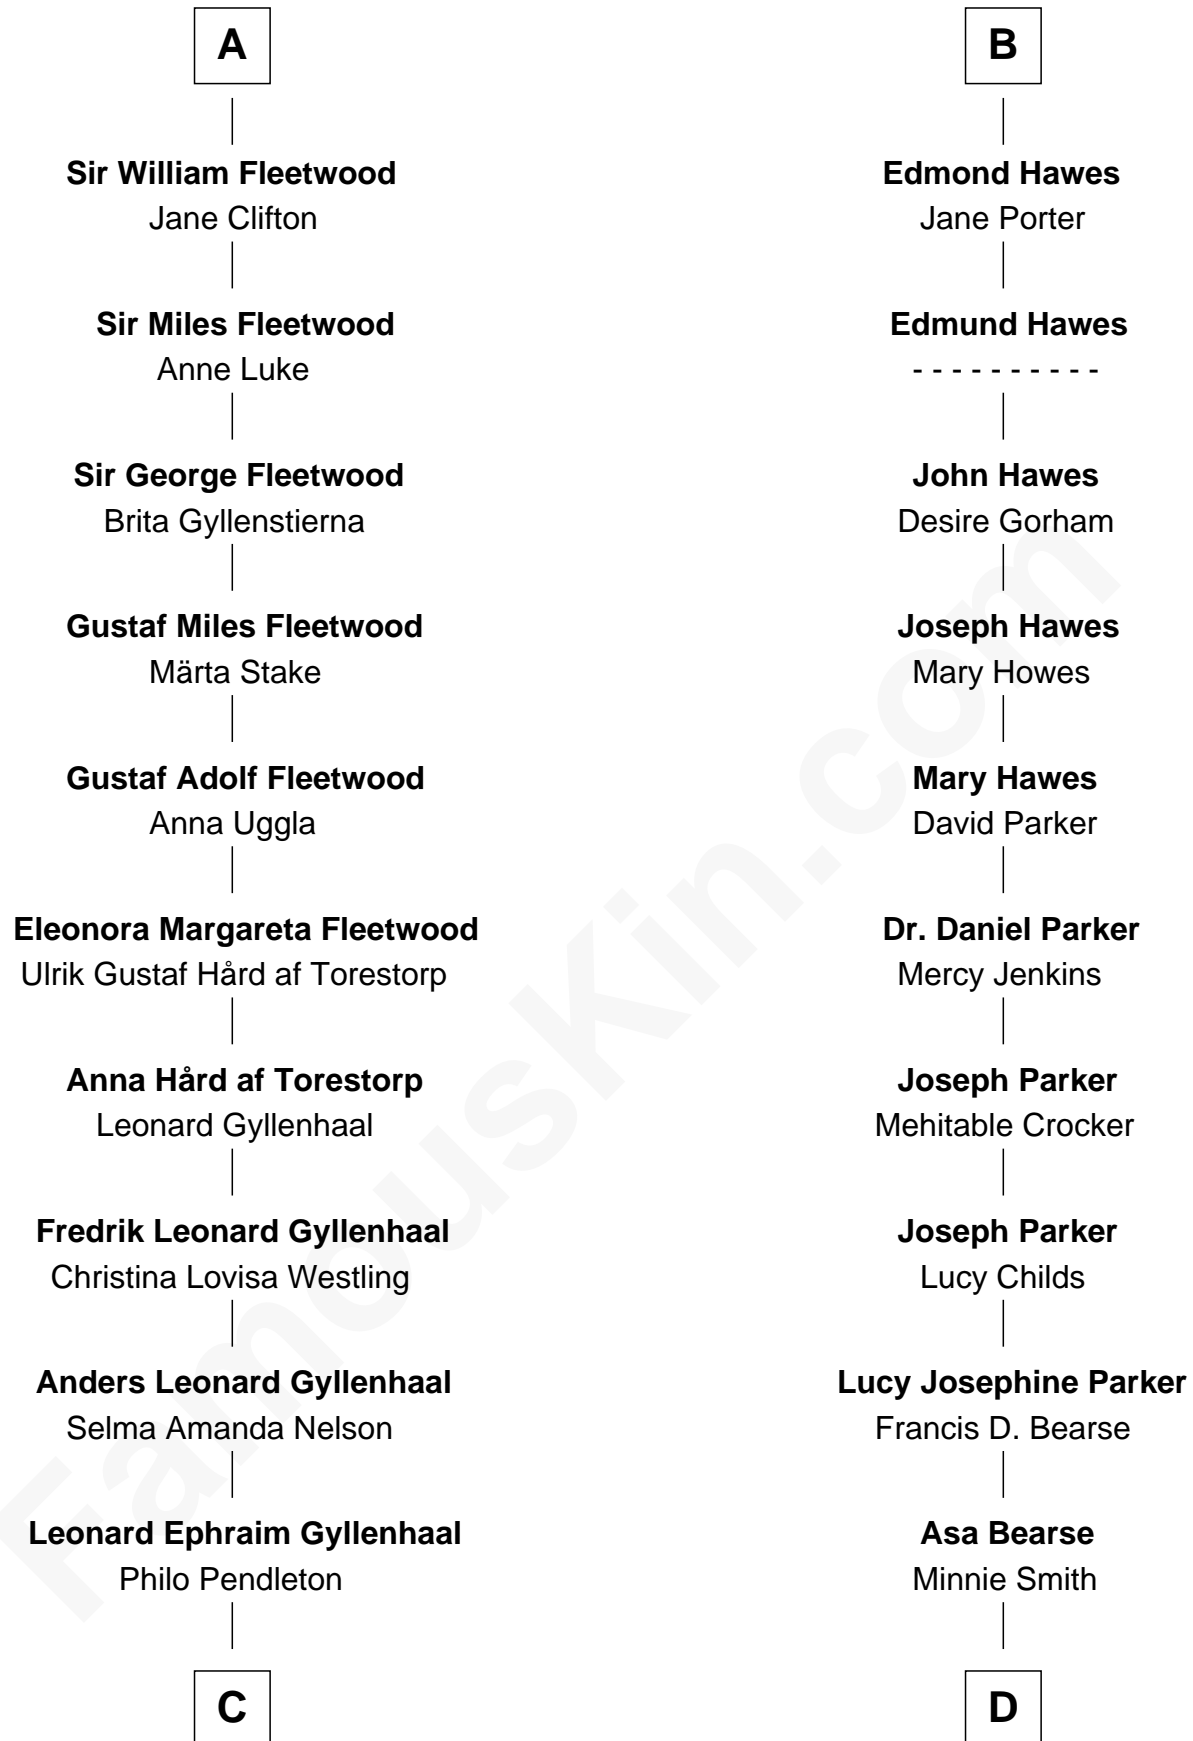 A
Sir William Fleetwood
Jane Clifton
Sir Miles Fleetwood
Anne Luke
Sir George Fleetwood
Brita Gyllenstierna
Gustaf Miles Fleetwood
Märta Stake
Gustaf Adolf Fleetwood
Anna Uggla
Eleonora Margareta Fleetwood
Ulrik Gustaf Hård af Torestorp
Anna Hård af Torestorp
Leonard Gyllenhaal
Fredrik Leonard Gyllenhaal
Christina Lovisa Westling
Anders Leonard Gyllenhaal
Selma Amanda Nelson
Leonard Ephraim Gyllenhaal
Philo Pendleton
C
B
Edmond Hawes
Jane Porter
Edmund Hawes
- - - - - - - - - -
John Hawes
Desire Gorham
Joseph Hawes
Mary Howes
Mary Hawes
David Parker
Dr. Daniel Parker
Mercy Jenkins
Joseph Parker
Mehitable Crocker
Joseph Parker
Lucy Childs
Lucy Josephine Parker
Francis D. Bearse
Asa Bearse
Minnie Smith
D
FamousKin.com